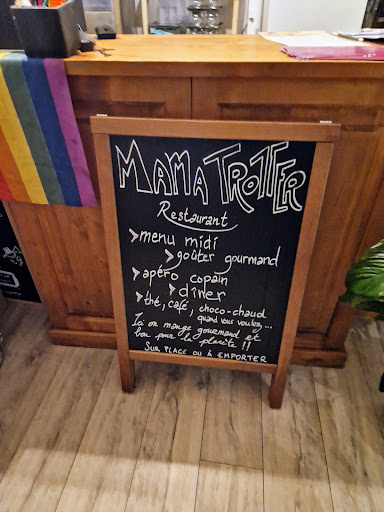 MAMA TROTTER
Restaurant
> menu midi
> goûter gourmand
> apéro copain
> dîner
> thé, café, choco-chaud
quand vous voulez...
Ici on mange gourmand et
bon pour la planète !!
SUR PLACE OU À EMPORTER